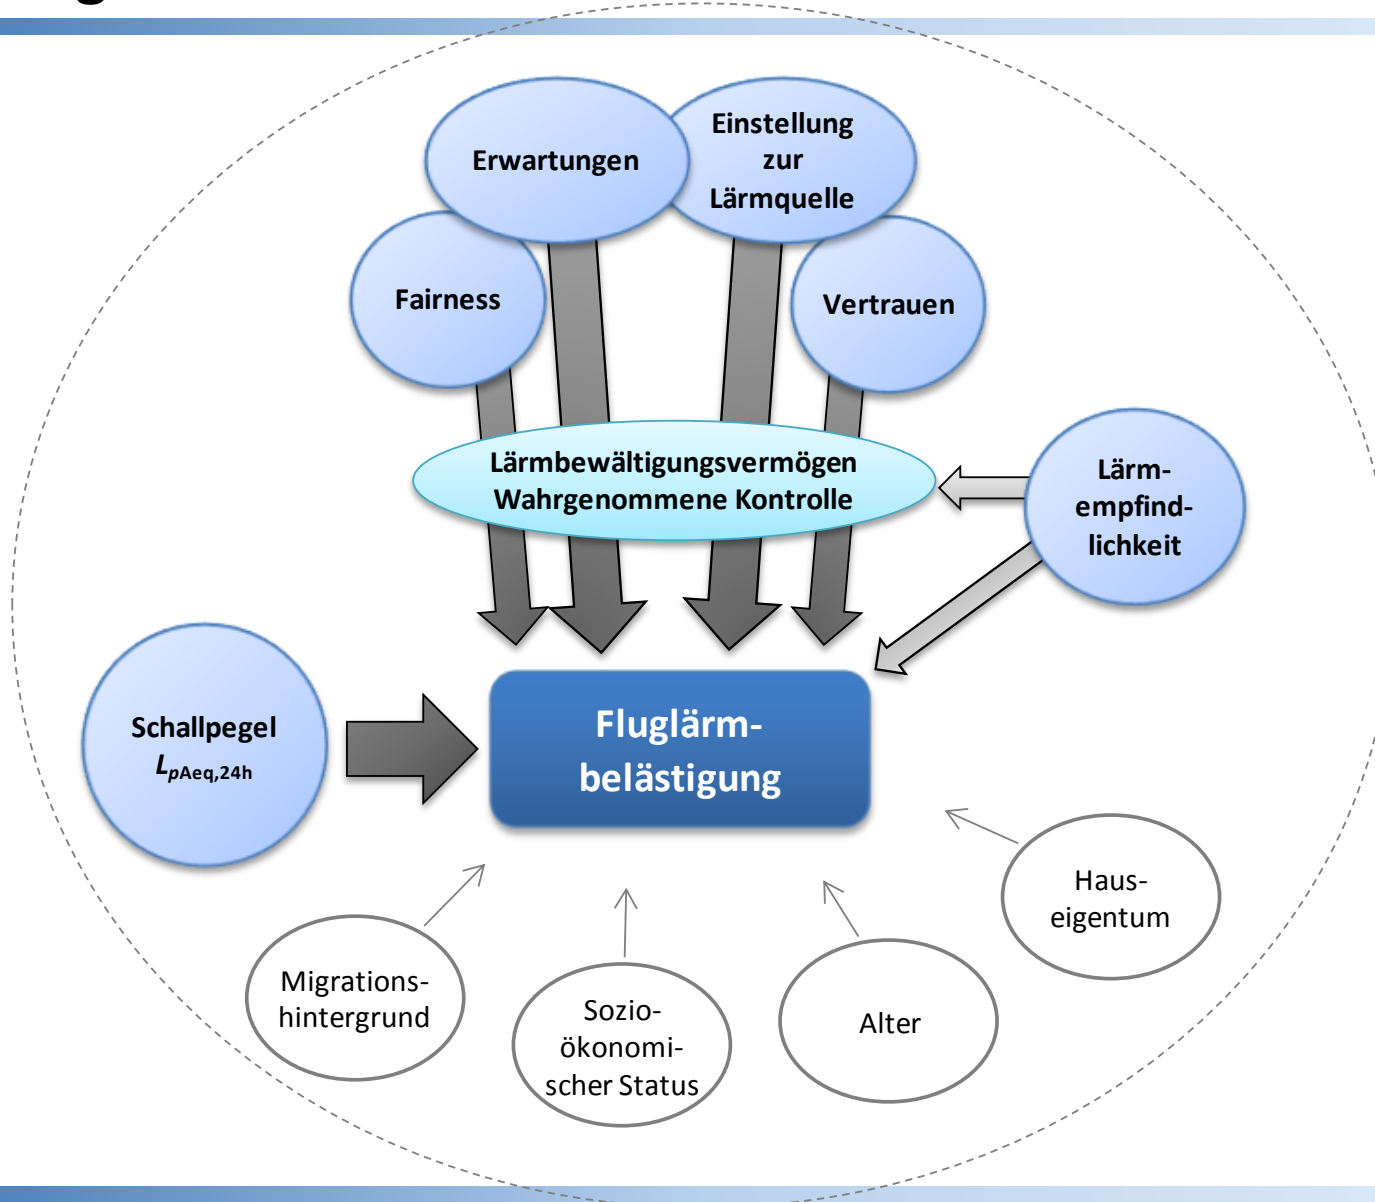 Erwartungen
Einstellung
zur
Lärmquelle
Fairness
Vertrauen
Lärmbewältigungsvermögen
Wahrgenommene Kontrolle
Lärm-
empfind-
lichkeit
Schallpegel
LpAeq,24h
Fluglärm-
belästigung
Haus-
eigentum
Migrations-
hintergrund
Sozio-
ökonomi-
scher Status
Alter